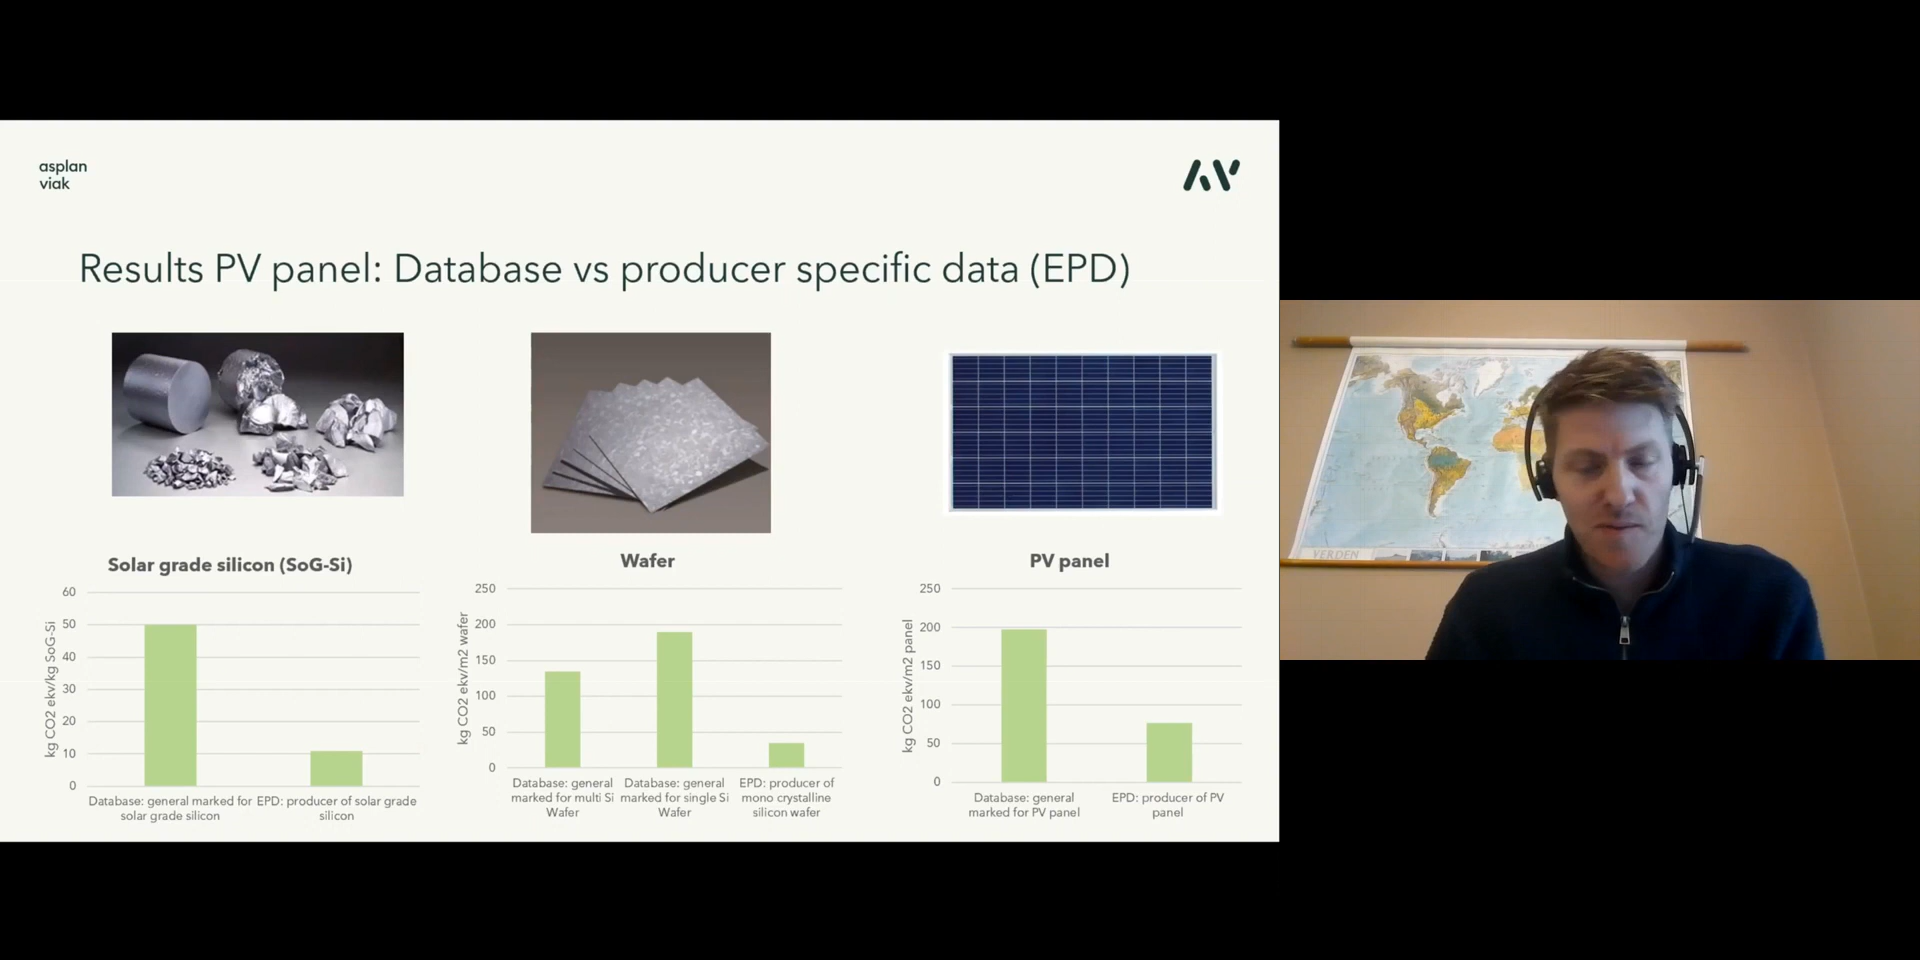 asplan
viak
Results PV panel: Database vs producer specific data (EPD)
Solar grade silicon (SoG-Si)
kg CO2 ekv/kg SoG-Si
60
50
40
30
20
10
0
Database: general marked for
solar grade silicon
EPD: producer of solar grade
silicon
Wafer
kg CO2 ekv/m2 wafer
250
200
150
100
50
0
Database: general
marked for multi Si
Wafer
Database: general
marked for single Si
Wafer
EPD: producer of
mono crystalline
silicon wafer
PV panel
kg CO2 ekv/m2 panel
250
200
150
100
50
0
Database: general
marked for PV panel
EPD: producer of PV
panel
VERDEN